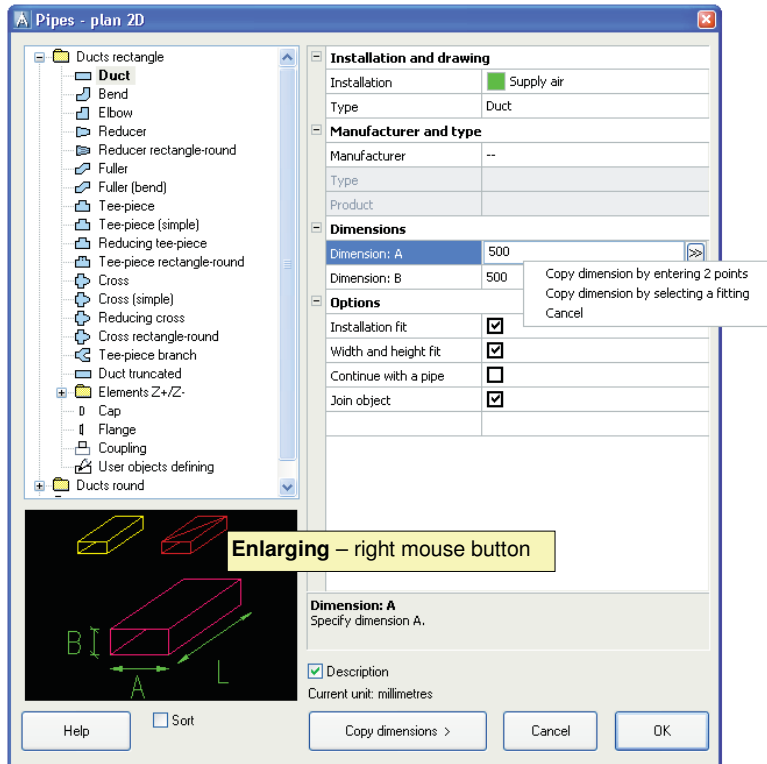 Pipes - plan 2D
Ducts rectangle
Duct
Bend
Elbow
Reducer
Reducer rectangle-round
Fuller
Fuller (bend)
Tee-piece
Tee-piece (simple)
Reducing tee-piece
Tee-piece rectangle-round
Cross
Cross (simple)
Reducing cross
Cross rectangle-round
Tee-piece branch
Duct truncated
Elements Z+/Z-
Cap
Flange
Coupling
User objects defining
Ducts round
Installation and drawing
Installation Supply air
Type Duct
Manufacturer and type
Manufacturer --
Type
Product
Dimensions
Dimension: A 500 >>
Dimension: B 500
Copy dimension by entering 2 points
Copy dimension by selecting a fitting
Cancel
Options
Installation fit
Width and height fit
Continue with a pipe
Join object
Enlarging – right mouse button
B
A
L
Dimension: A
Specify dimension A.
Description
Current unit: millimetres
Help
Sort
Copy dimensions >
Cancel
OK